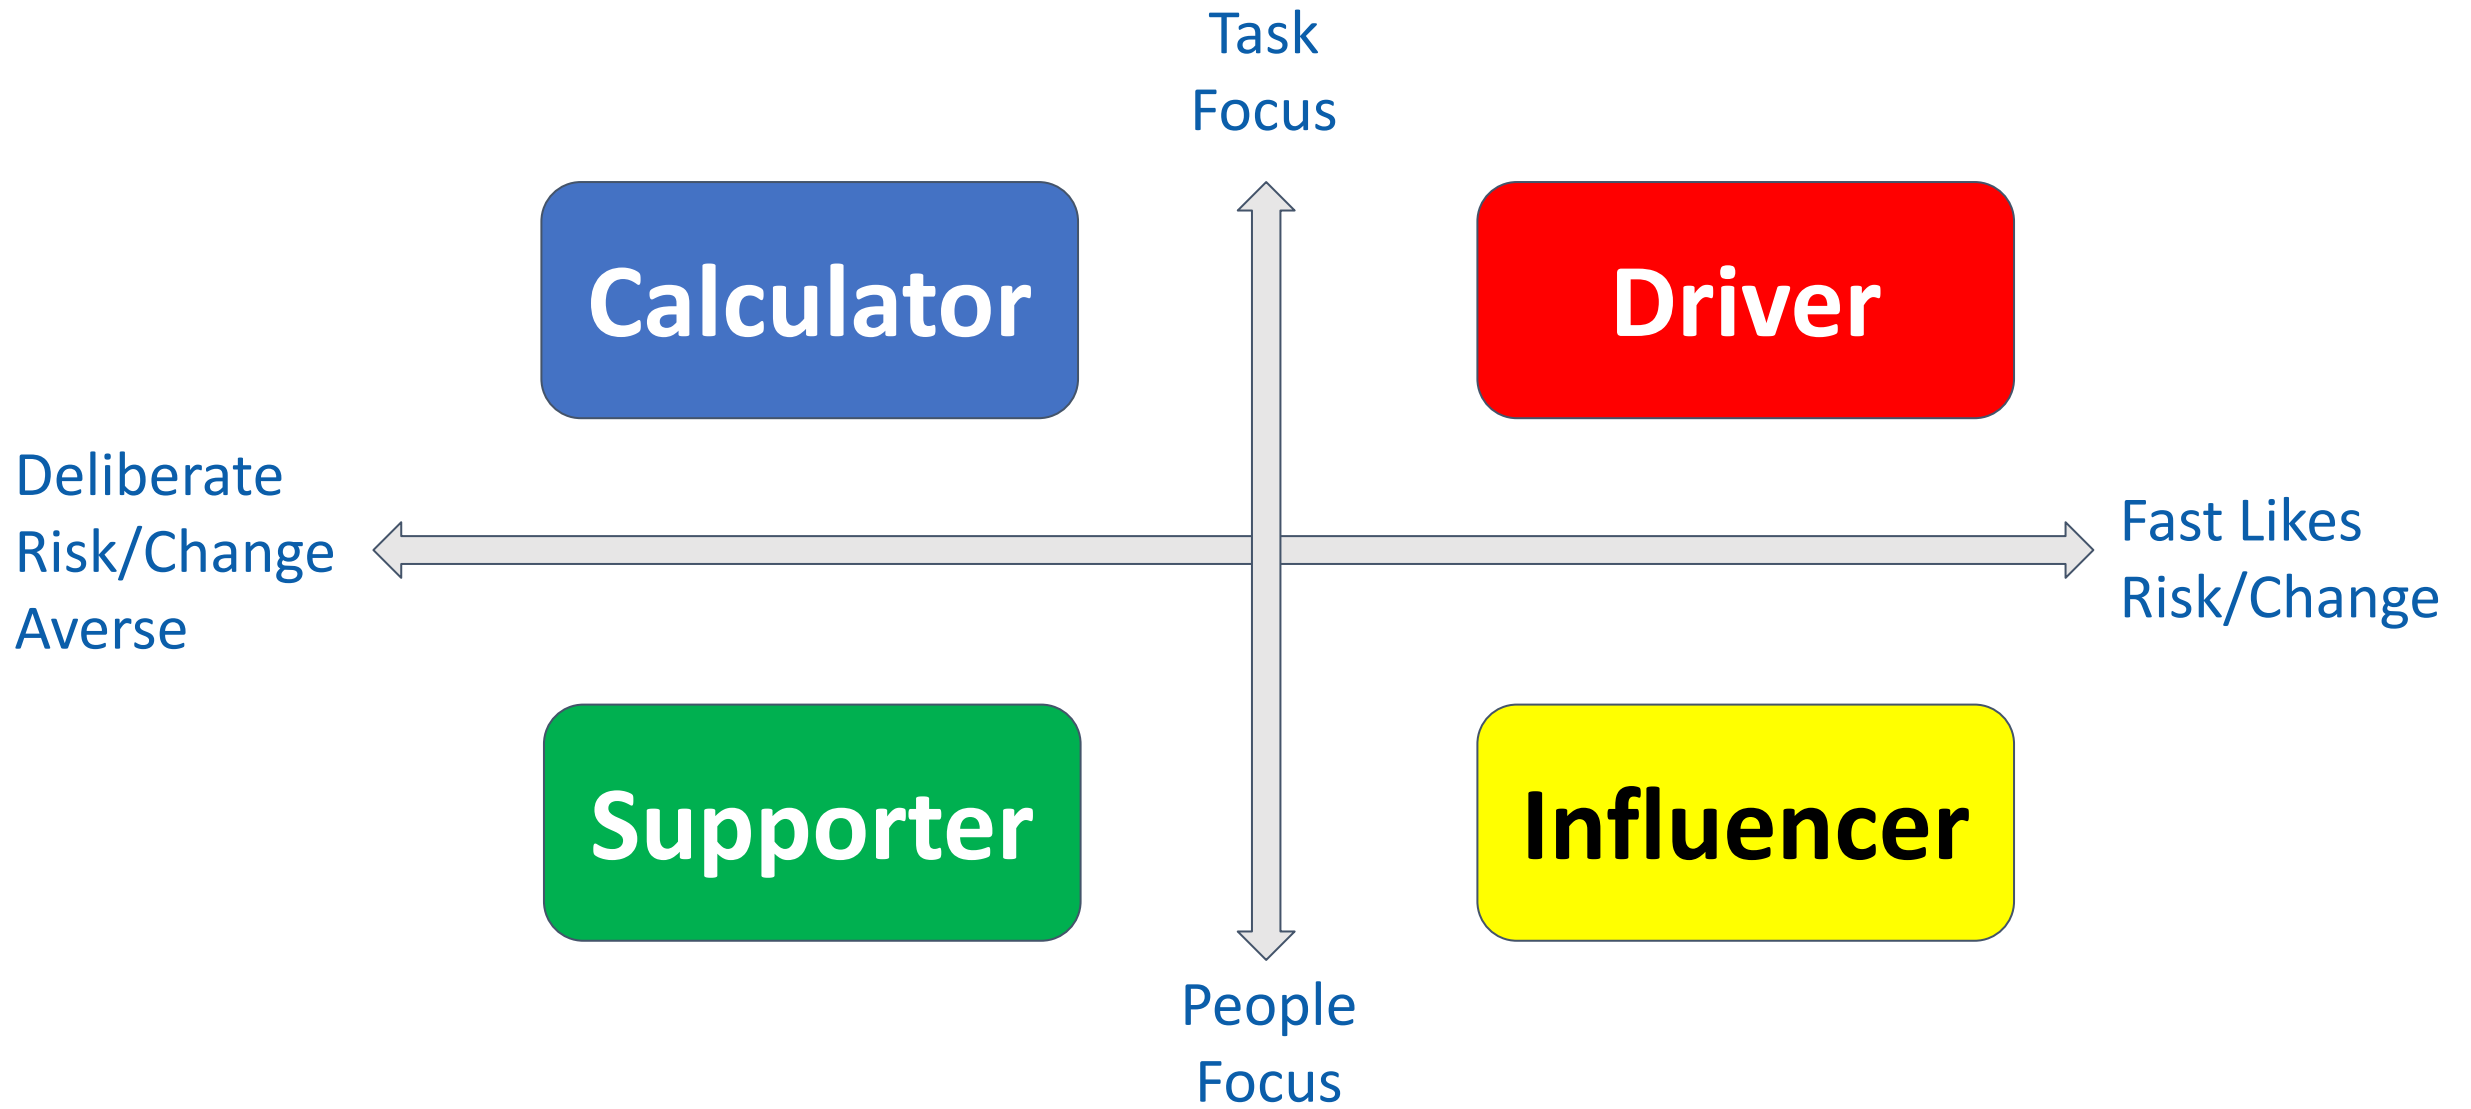 Task
Focus
Calculator
Driver
Deliberate
Risk/Change
Averse
Fast Likes
Risk/Change
Supporter
Influencer
People
Focus